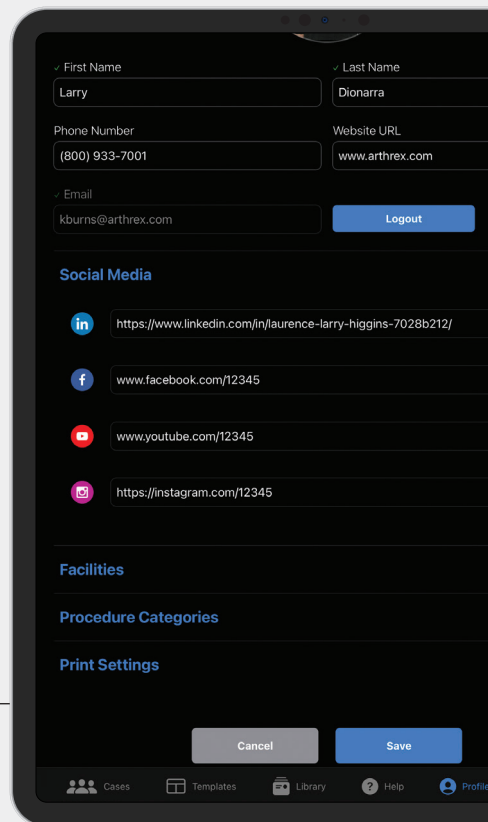 ✓ First Name ✓ Last Name
Larry Dionarra
Phone Number Website URL
(800) 933-7001 www.arthrex.com
✓ Email
kburns@arthrex.com Logout
Social Media
in https://www.linkedin.com/in/laurence-larry-higgins-7028b212/
f www.facebook.com/12345
www.youtube.com/12345
https://instagram.com/12345
Facilities
Procedure Categories
Print Settings
Cancel Save
Cases Templates Library ? Help Profile